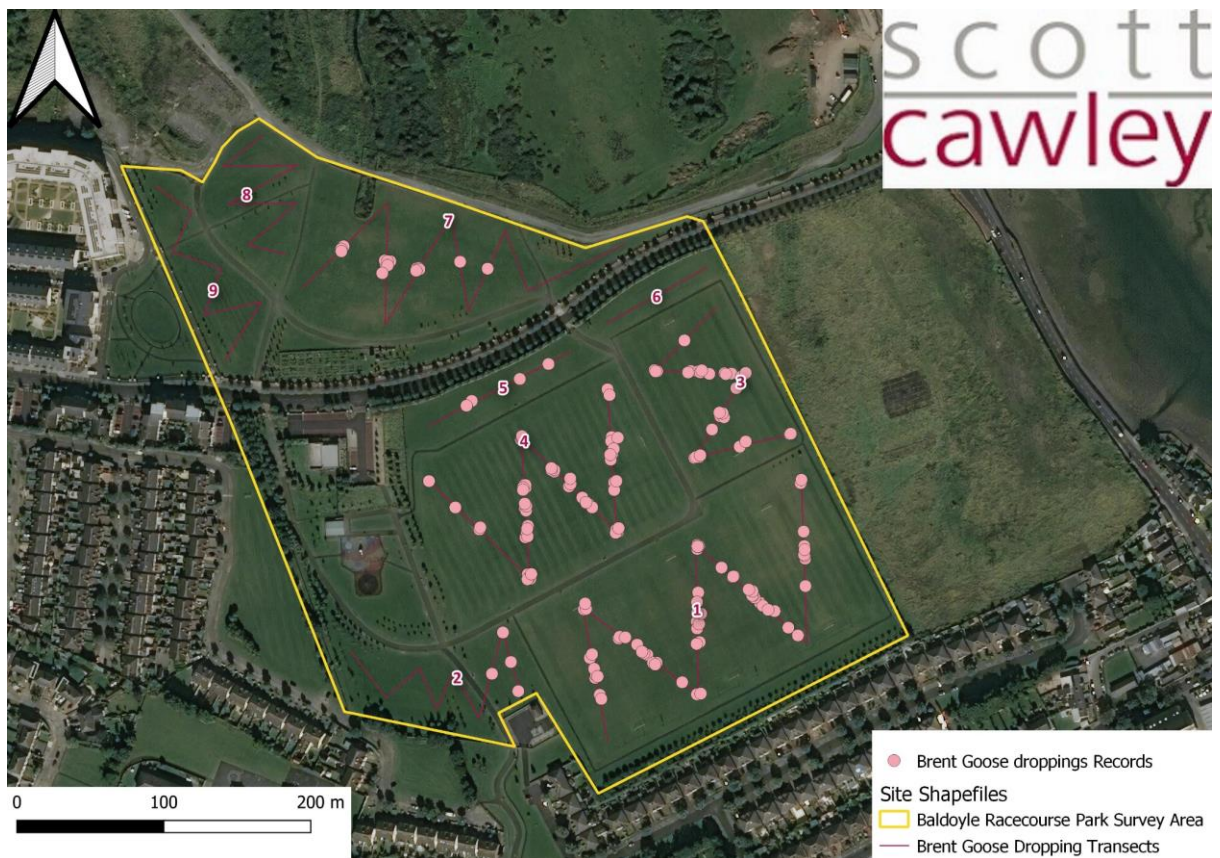 scott
cawley
8
7
9
6
5
3
4
1
2
0 100 200 m
Brent Goose droppings Records
Site Shapefiles
Baldoyle Racecourse Park Survey Area
Brent Goose Dropping Transects